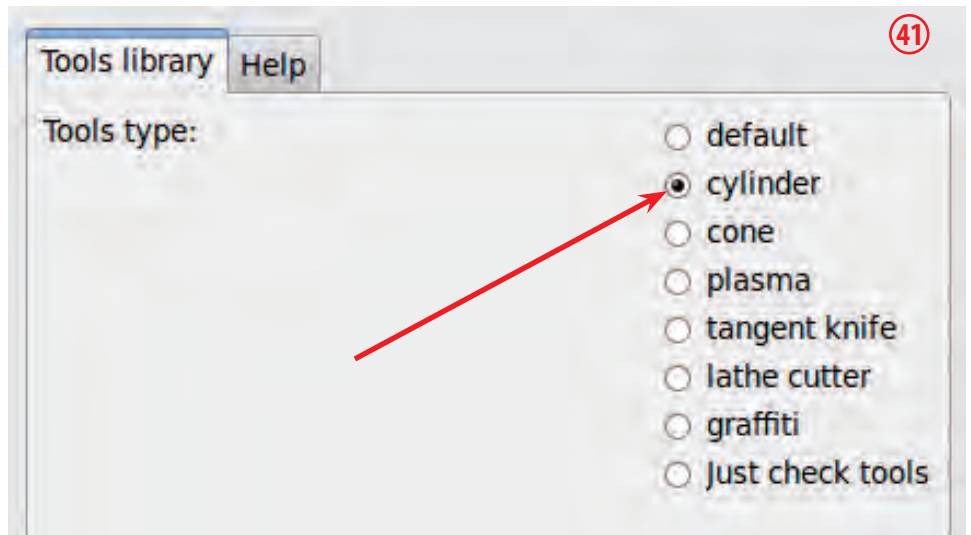 41
Tools library Help
Tools type:
default
cylinder
cone
plasma
tangent knife
lathe cutter
graffiti
Just check tools